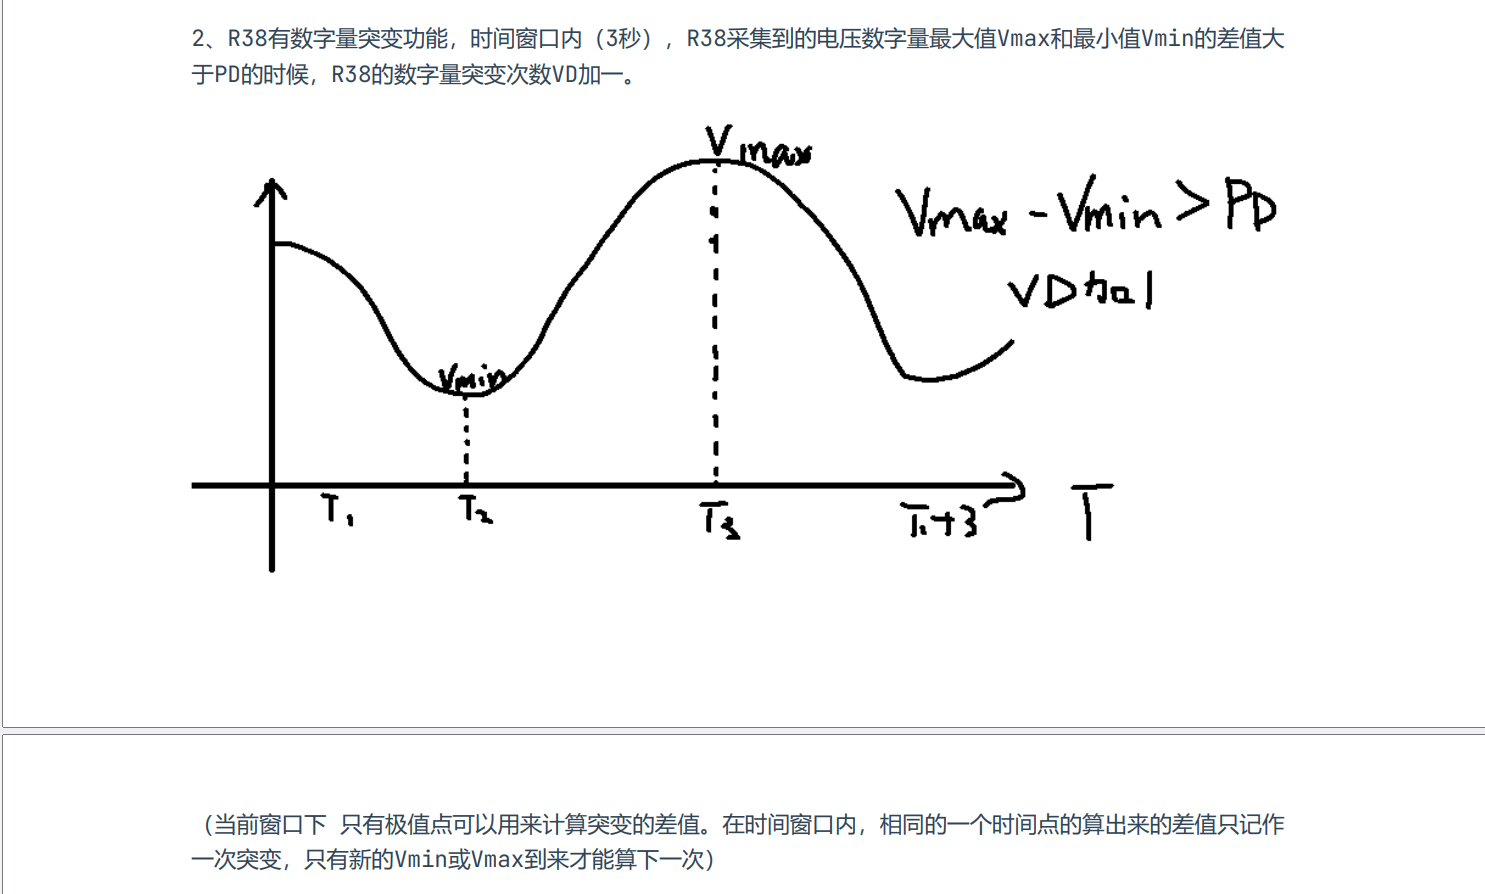 2、R38有数字量突变功能，时间窗口内（3秒），R38采集到的电压数字量最大值Vmax和最小值Vmin的差值大
于PD的时候，R38的数字量突变次数VD加一。
Vmax
Vmax-Vmin>PD
VD加1
Vmin
T1
T2
T3
T1+3
T
（当前窗口下 只有极值点可以用来计算突变的差值。在时间窗口内，相同的一个时间点的算出来的差值只记作
一次突变，只有新的Vmin或Vmax到来才能算下一次）